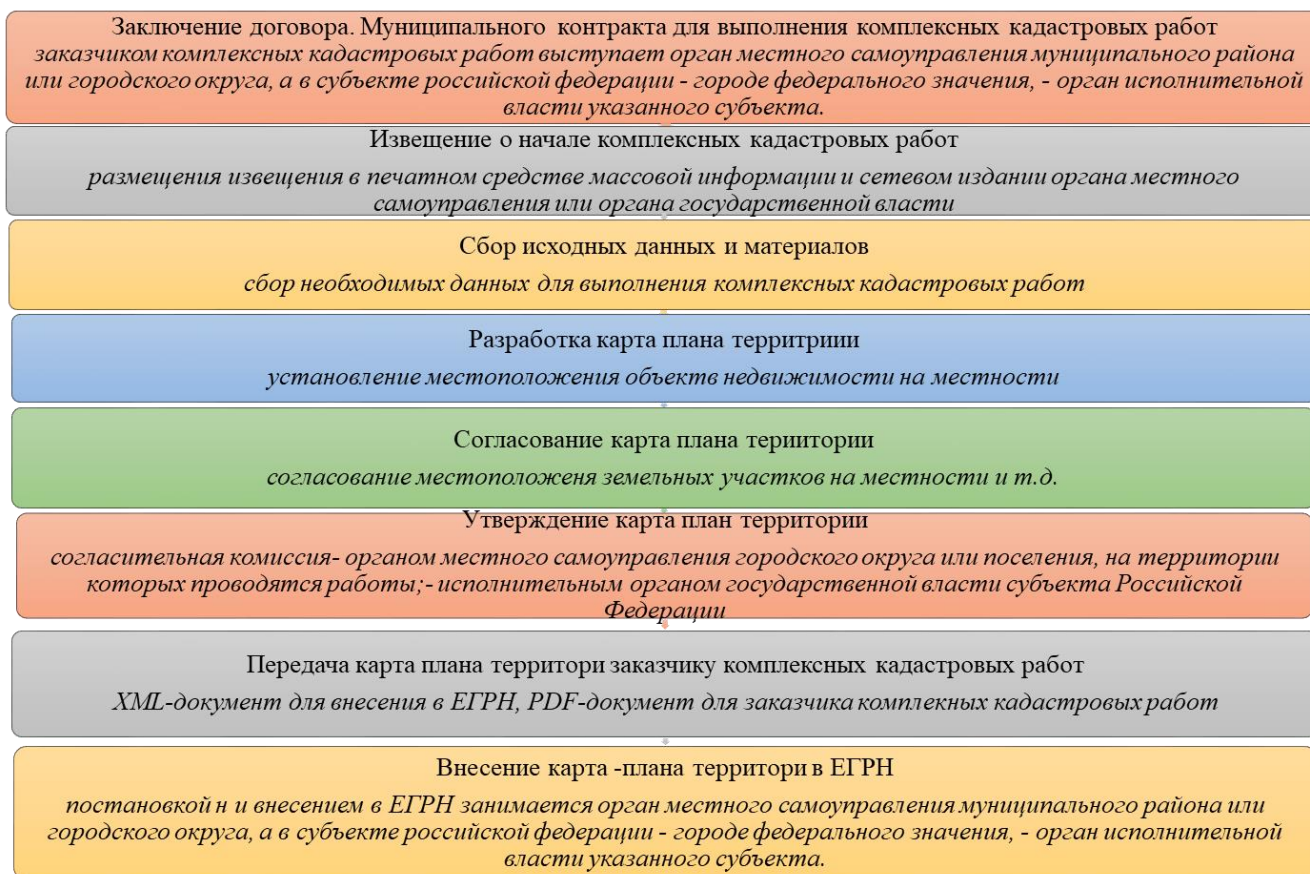 Заключение договора. Муниципального контракта для выполнения комплексных кадастровых работ
заказчиком комплексных кадастровых работ выступает орган местного самоуправления муниципального района
или городского округа, а в субъекте российской федерации - городе федерального значения, - орган исполнительной
власти указанного субъекта.
Извещение о начале комплексных кадастровых работ
размещения извещения в печатном средстве массовой информации и сетевом издании органа местного
самоуправления или органа государственной власти
Сбор исходных данных и материалов
сбор необходимых данных для выполнения комплексных кадастровых работ
Разработка карта плана территриии
установление местоположения объектв недвижимости на местности
Согласование карта плана териитории
согласование местоположеня земельных участков на местности и т.д.
Утверждение карта план территории
согласительная комиссия- органом местного самоуправления городского округа или поселения, на территории
которых проводятся работы;- исполнительным органом государственной власти субъекта Российской
Федерации
Передача карта плана территори заказчику комплексных кадастровых работ
XML-документ для внесения в ЕГРН, PDF-документ для заказчика комплекных кадастровых работ
Внесение карта -плана территори в ЕГРН
постановкой н и внесением в ЕГРН занимается орган местного самоуправления муниципального района или
городского округа, а в субъекте российской федерации - городе федерального значения, - орган исполнительной
власти указанного субъекта.